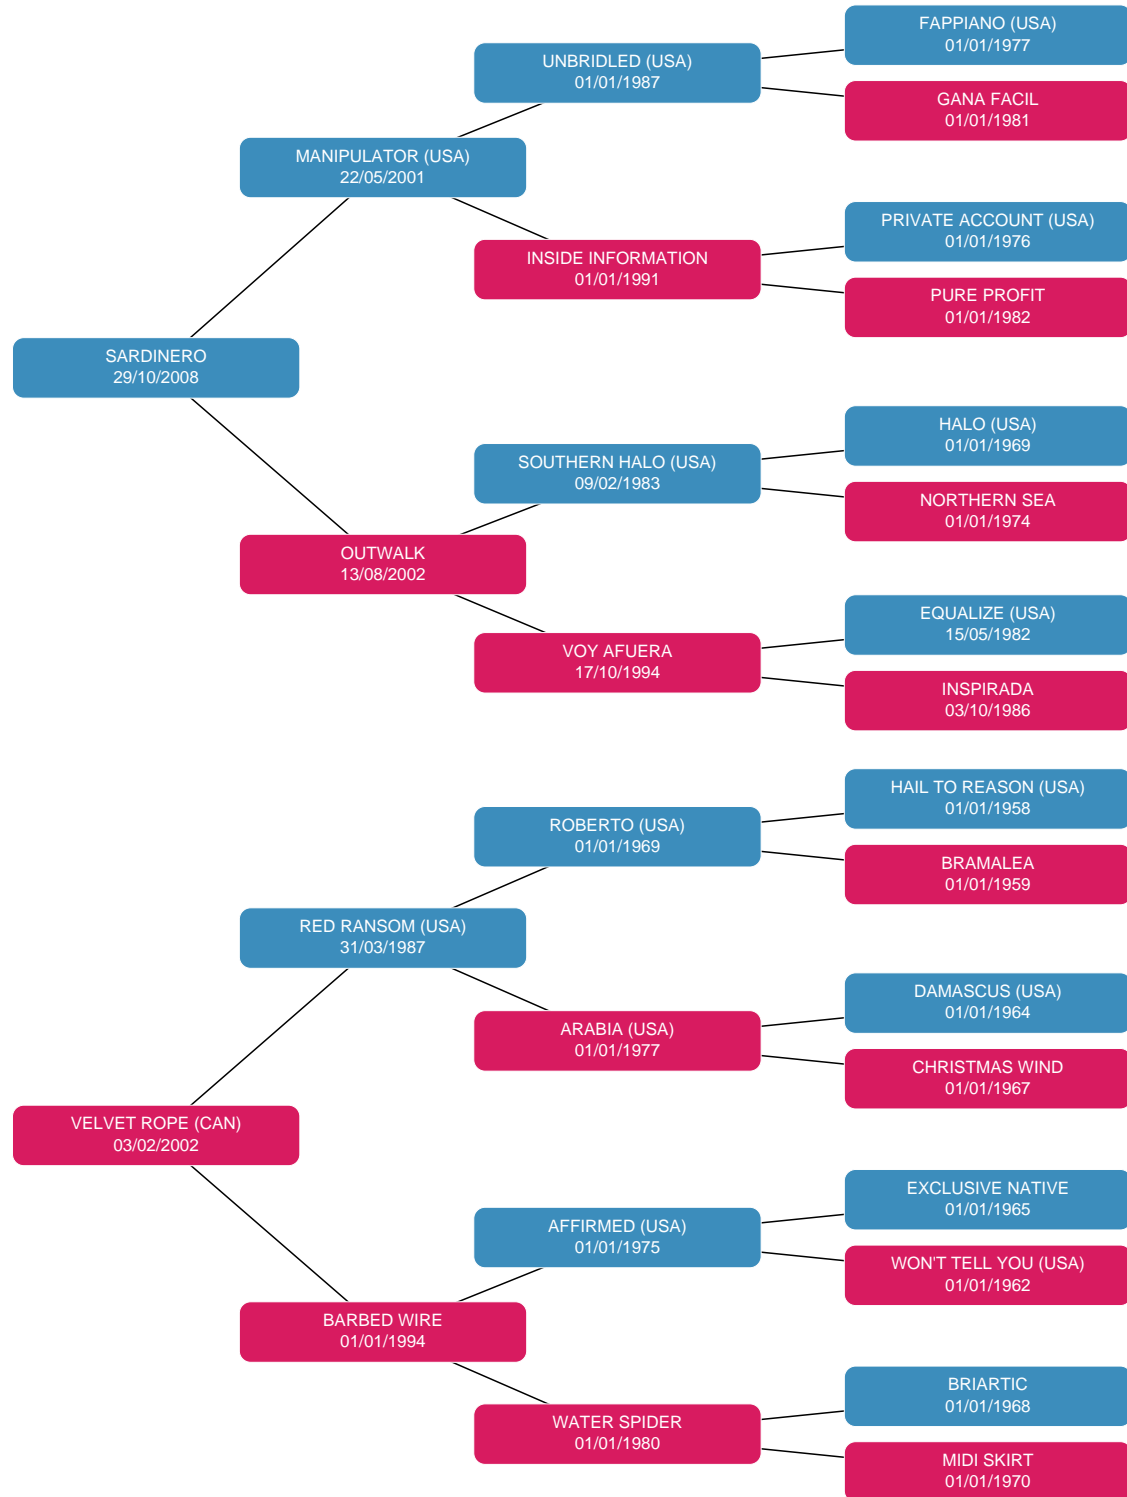 FAPPIANO (USA)
01/01/1977
UNBRIDLED (USA)
01/01/1987
GANA FACIL
01/01/1981
MANIPULATOR (USA)
22/05/2001
PRIVATE ACCOUNT (USA)
01/01/1976
INSIDE INFORMATION
01/01/1991
PURE PROFIT
01/01/1982
SARDINERO
29/10/2008
HALO (USA)
01/01/1969
SOUTHERN HALO (USA)
09/02/1983
NORTHERN SEA
01/01/1974
OUTWALK
13/08/2002
EQUALIZE (USA)
15/05/1982
VOY AFUERA
17/10/1994
INSPIRADA
03/10/1986
HAIL TO REASON (USA)
01/01/1958
ROBERTO (USA)
01/01/1969
BRAMALEA
01/01/1959
RED RANSOM (USA)
31/03/1987
DAMASCUS (USA)
01/01/1964
ARABIA (USA)
01/01/1977
CHRISTMAS WIND
01/01/1967
VELVET ROPE (CAN)
03/02/2002
EXCLUSIVE NATIVE
01/01/1965
AFFIRMED (USA)
01/01/1975
WON'T TELL YOU (USA)
01/01/1962
BARBED WIRE
01/01/1994
BRIARTIC
01/01/1968
WATER SPIDER
01/01/1980
MIDI SKIRT
01/01/1970